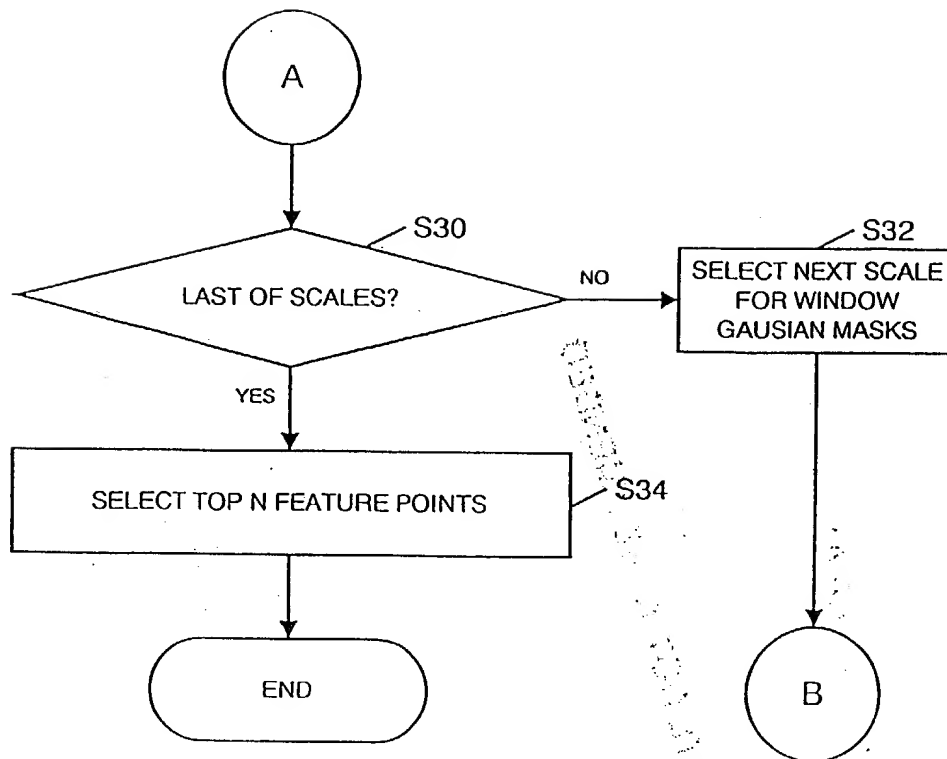 A
S30
LAST OF SCALES?
NO
S32
SELECT NEXT SCALE
FOR WINDOW
GAUSIAN MASKS
YES
SELECT TOP N FEATURE POINTS
S34
END
B